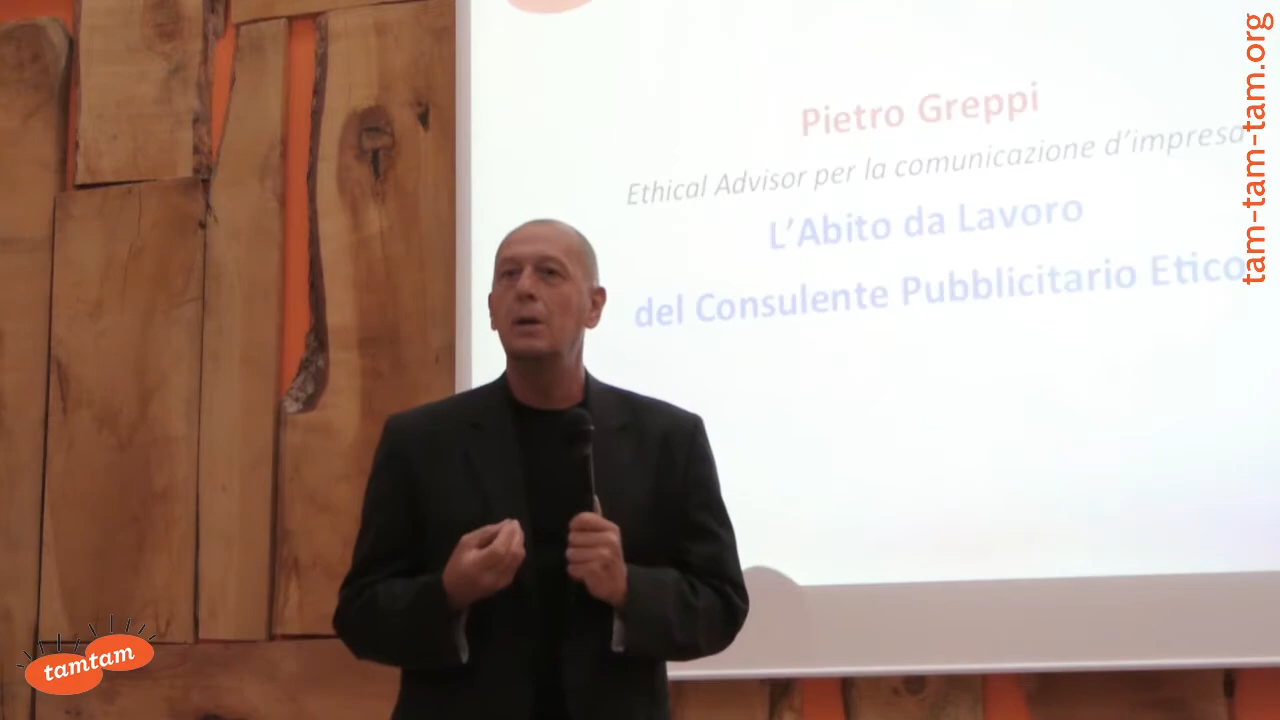 Pietro Greppi
Ethical Advisor per la comunicazione d'impresa
L'Abito da Lavoro
del Consulente Pubblicitario Etico
tam-tam-tam.org
tamtam